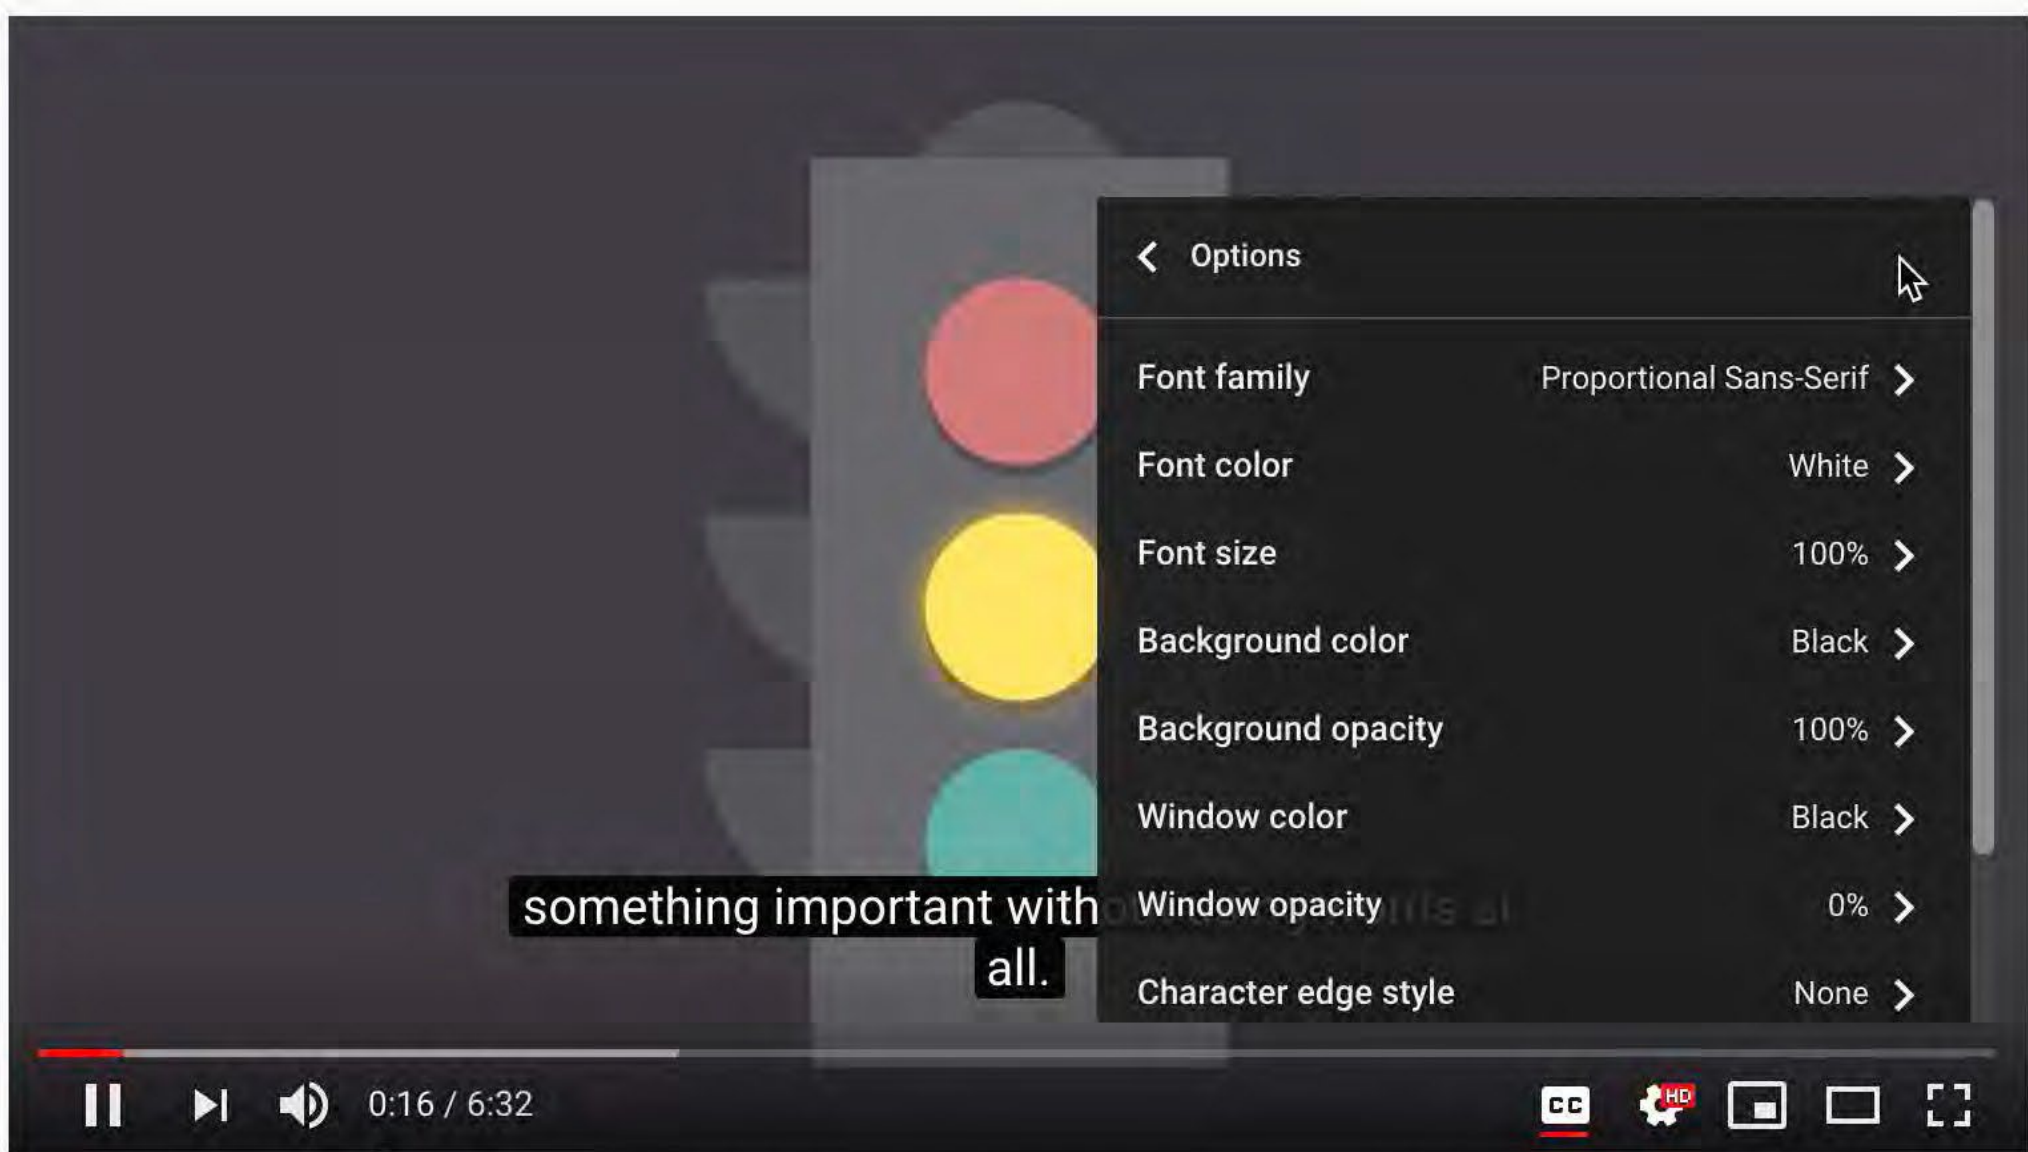 Options
Font family Proportional Sans-Serif
Font color White
Font size 100%
Background color Black
Background opacity 100%
Window color Black
Window opacity 0%
Character edge style None
something important with
all.
0:16 / 6:32
CC HD